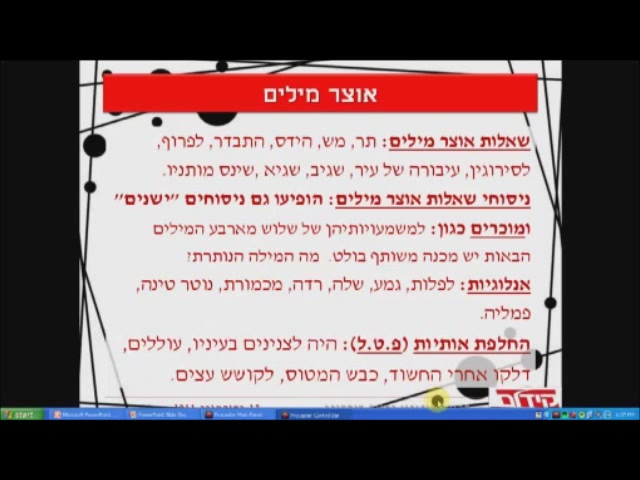 אוצר מילים
שאלות אוצר מילים: תר, מש, הידס, התבדר, לפרוף,
לסירוגין, עיבורה של עיר, שגיב, שגיא ,שינס מותניו.
ניסוחי שאלות אוצר מילים: הופיעו גם ניסוחים "ישנים"
ומוכרים כגון: למשמעויותיהן של שלוש מארבע המילים
הבאות יש מכנה משותף בולט. מה המילה הנותרת?
אנלוגיות: לפלות, גמע, שלה, רדה, מכמורת, נוטר טינה,
פמליה.
החלפת אותיות (פ.ט.ל): היה לצנינים בעיניו, עוללים,
דלקו אחרי החשוד, כבש המטוס, לקושש עצים.
קידום
start Microsoft PowerPoint